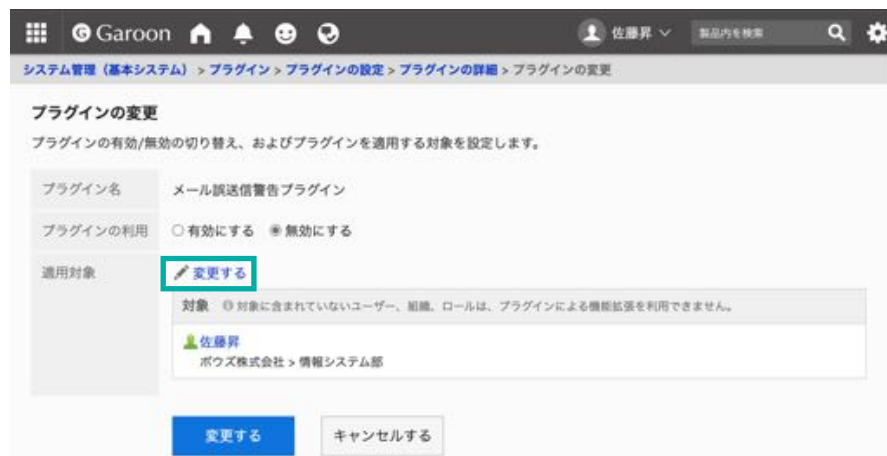 Garoon 佐藤昇 製品内を検索
システム管理（基本システム） > プラグイン > プラグインの設定 > プラグインの詳細 > プラグインの変更
プラグインの変更
プラグインの有効/無効の切り替え、およびプラグインを適用する対象を設定します。
プラグイン名 メール誤送信警告プラグイン
プラグインの利用 有効にする 無効にする
適用対象 変更する
対象 対象に含まれていないユーザー、組織、ロールは、プラグインによる機能拡張を利用できません。
佐藤昇
ボウズ株式会社 > 情報システム部
変更する キャンセルする